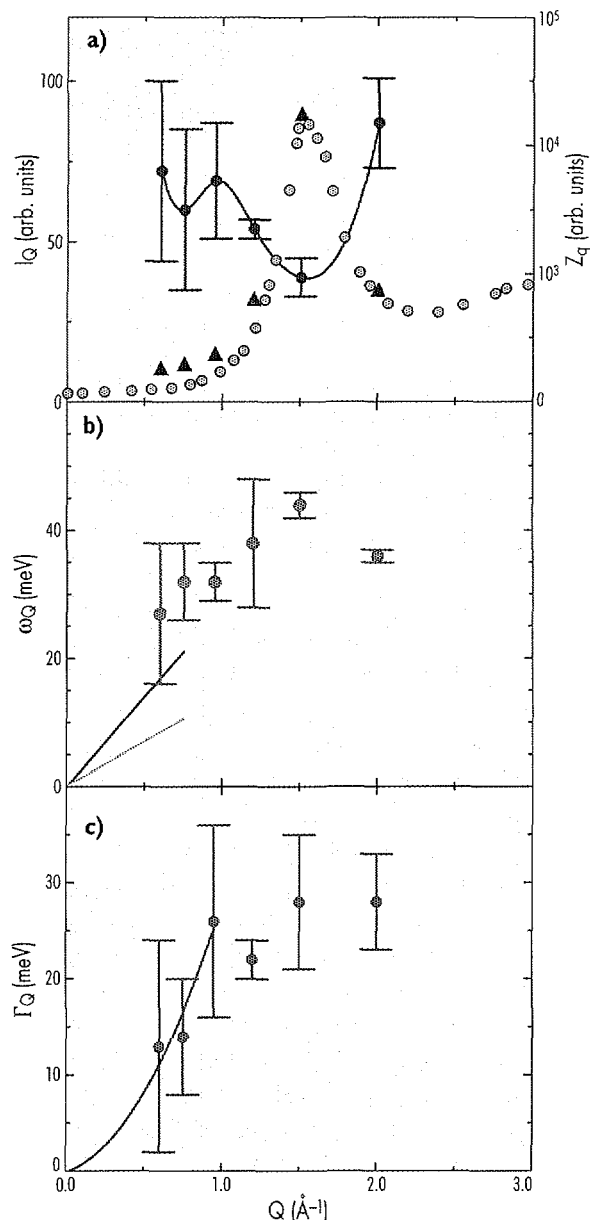 a)
100
50
0
I_Q (arb. units)
10^5
10^4
10^3
0
Z_q (arb. units)
b)
40
20
0
ω_Q (meV)
c)
30
20
10
0
Γ_Q (meV)
0.0 1.0 2.0 3.0
Q (Å⁻¹)